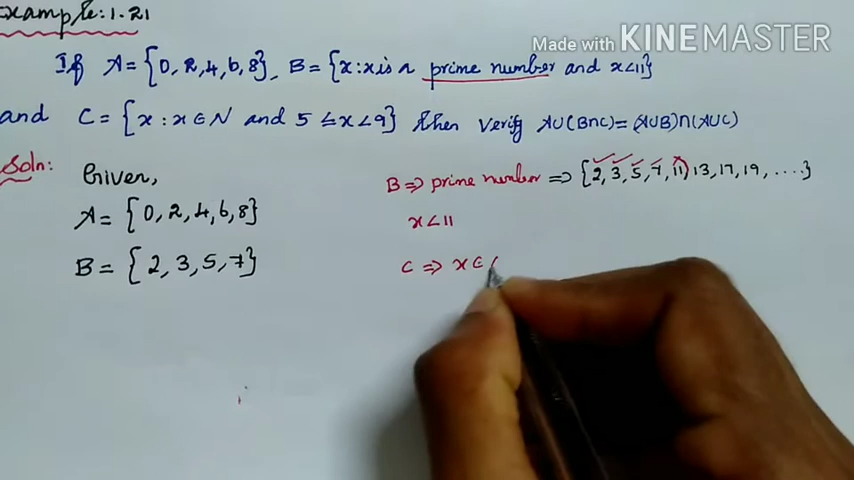 Example:1.21
Made with KINEMASTER
If A={0,2,4,6,8}, B={x:x is a prime number and x<11}
and C={x:x∈N and 5≤x<9} then verify A∪(B∩C)=(A∪B)∩(A∪C)
Soln:
Given,
B⇒prime number⇒{2,3,5,7,11,13,17,19,....}
A={0,2,4,6,8}
x<11
B={2,3,5,7}
C⇒x∈